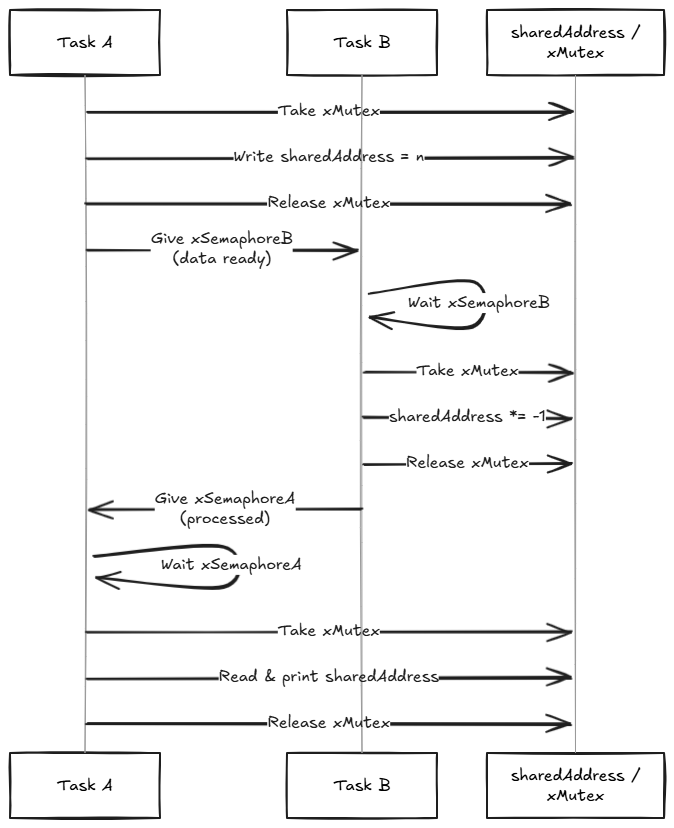 Task A
Task B
sharedAddress /
xMutex
Take xMutex
Write sharedAddress = n
Release xMutex
Give xSemaphoreB
(data ready)
Wait xSemaphoreB
Take xMutex
sharedAddress *= -1
Release xMutex
Give xSemaphoreA
(processed)
Wait xSemaphoreA
Take xMutex
Read & print sharedAddress
Release xMutex
Task A
Task B
sharedAddress /
xMutex